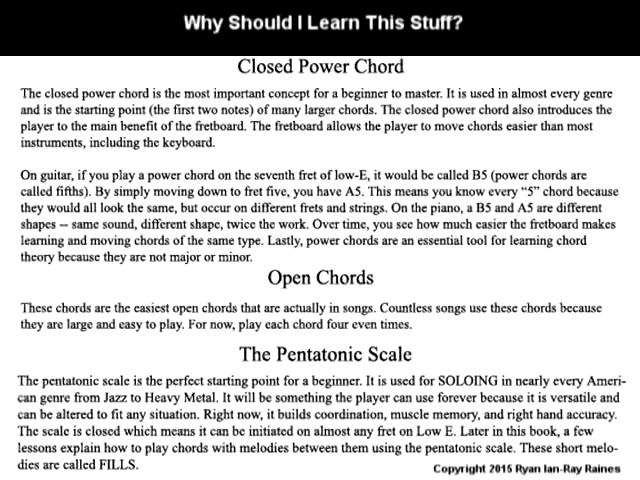 Why Should I Learn This Stuff?
Closed Power Chord
The closed power chord is the most important concept for a beginner to master. It is used in almost every genre
and is the starting point (the first two notes) of many larger chords. The closed power chord also introduces the
player to the main benefit of the fretboard. The fretboard allows the player to move chords easier than most
instruments, including the keyboard.
On guitar, if you play a power chord on the seventh fret of low-E, it would be called B5 (power chords are
called fifths). By simply moving down to fret five, you have A5. This means you know every “5” chord because
they would all look the same, but occur on different frets and strings. On the piano, a B5 and A5 are different
shapes -- same sound, different shape, twice the work. Over time, you see how much easier the fretboard makes
learning and moving chords of the same type. Lastly, power chords are an essential tool for learning chord
theory because they are not major or minor.
Open Chords
These chords are the easiest open chords that are actually in songs. Countless songs use these chords because
they are large and easy to play. For now, play each chord four even times.
The Pentatonic Scale
The pentatonic scale is the perfect starting point for a beginner. It is used for SOLOING in nearly every Ameri-
can genre from Jazz to Heavy Metal. It will be something the player can use forever because it is versatile and
can be altered to fit any situation. Right now, it builds coordination, muscle memory, and right hand accuracy.
The scale is closed which means it can be initiated on almost any fret on Low E. Later in this book, a few
lessons explain how to play chords with melodies between them using the pentatonic scale. These short melo-
dies are called FILLS.
Copyright 2015 Ryan Ian-Ray Raines